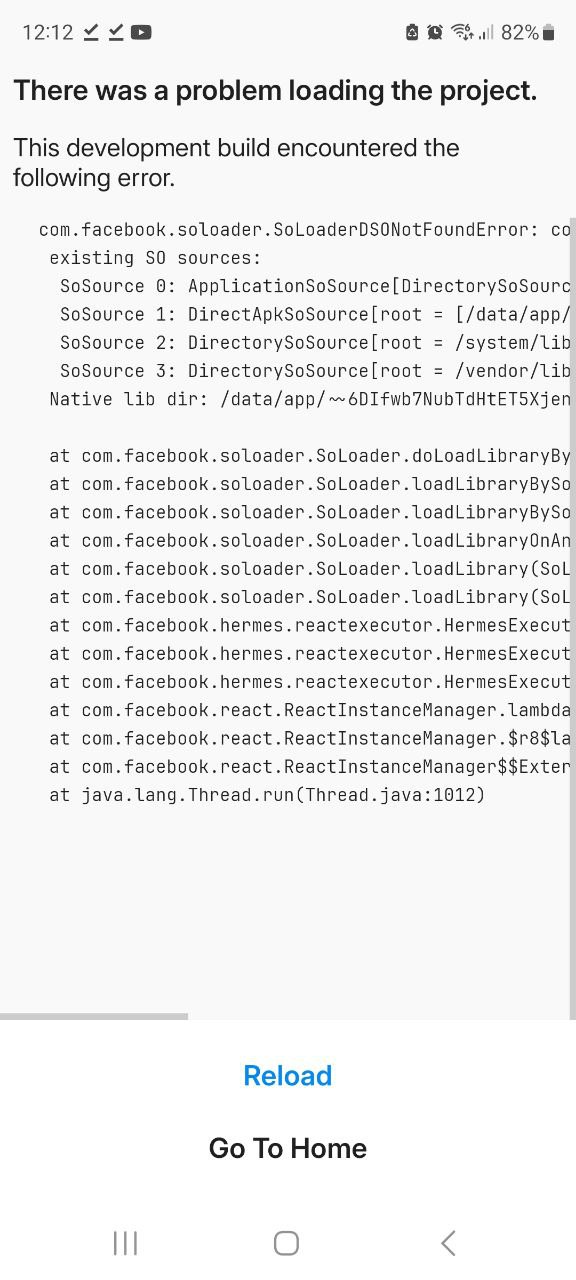 12:12
82%
There was a problem loading the project.
This development build encountered the
following error.
com.facebook.soloader.SoLoaderDSONotFoundError: co
existing SO sources:
SoSource 0: ApplicationSoSource[DirectorySoSourc
SoSource 1: DirectApkSoSource[root = [/data/app/
SoSource 2: DirectorySoSource[root = /system/lib
SoSource 3: DirectorySoSource[root = /vendor/lib
Native lib dir: /data/app/~~6DIfwb7NubTdHtET5Xjen
at com.facebook.soloader.SoLoader.doLoadLibraryBy
at com.facebook.soloader.SoLoader.loadLibraryBySo
at com.facebook.soloader.SoLoader.loadLibraryBySo
at com.facebook.soloader.SoLoader.loadLibraryOnAn
at com.facebook.soloader.SoLoader.loadLibrary(SoL
at com.facebook.soloader.SoLoader.loadLibrary(SoL
at com.facebook.hermes.reactexecutor.HermesExecut
at com.facebook.hermes.reactexecutor.HermesExecut
at com.facebook.hermes.reactexecutor.HermesExecut
at com.facebook.react.ReactInstanceManager.lambda
at com.facebook.react.ReactInstanceManager.$r8$la
at com.facebook.react.ReactInstanceManager$$Exter
at java.lang.Thread.run(Thread.java:1012)
Reload
Go To Home